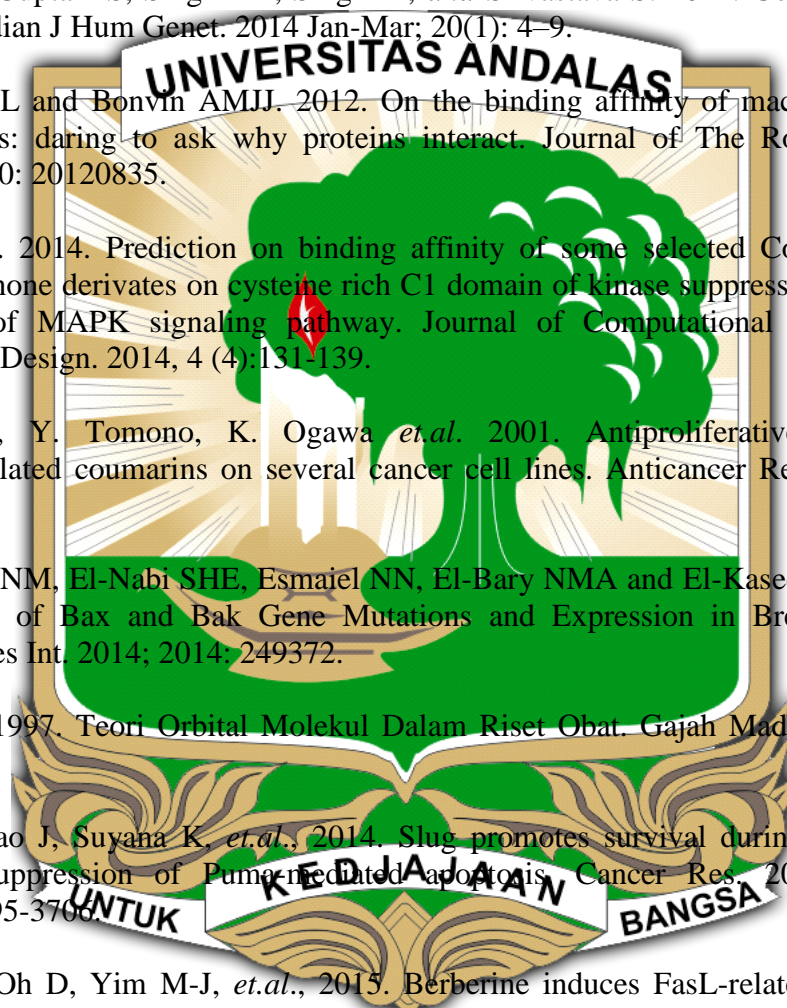 dian J Hum Genet. 2014 Jan-Mar; 20(1): 4–9.
UNIVERSITAS ANDALAS
L and Bonvin AMJJ. 2012. On the binding affinity of mac
s: daring to ask why proteins interact. Journal of The Ro
0: 20120835.
. 2014. Prediction on binding affinity of some selected Co
none derivates on cysteine rich C1 domain of kinase suppress
of MAPK signaling pathway. Journal of Computational
Design. 2014, 4 (4):131-139.
, Y. Tomono, K. Ogawa et.al. 2001. Antiproliferative
lated coumarins on several cancer cell lines. Anticancer Re
NM, El-Nabi SHE, Esmaiel NN, El-Bary NMA and El-Kase
of Bax and Bak Gene Mutations and Expression in Bre
es Int. 2014; 2014: 249372.
1997. Teori Orbital Molekul Dalam Riset Obat. Gajah Mad
ao J, Suyana K, et.al., 2014. Slug promotes survival durin
uppression of Puma-mediated apoptosis. Cancer Res. 20
95-3706.
UNTUK KEDJAJAAN BANGSA
Oh D, Yim M-J, et.al., 2015. Berberine induces FasL-relate